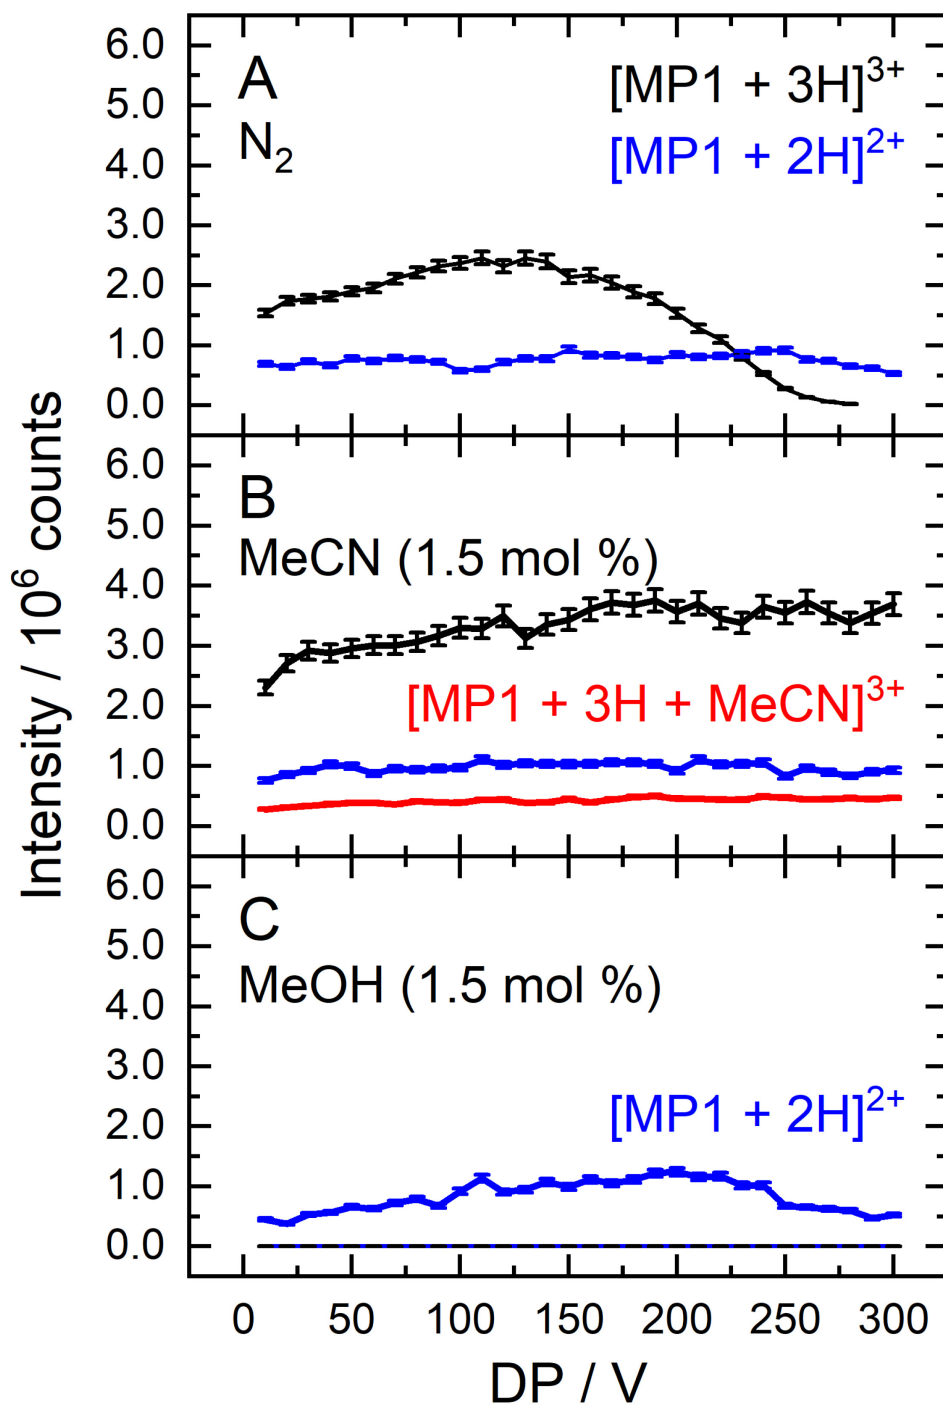 Intensity / 10⁶ counts
6.0
5.0
4.0
3.0
2.0
1.0
0.0
A
N₂
[MP1 + 3H]³⁺
[MP1 + 2H]²⁺
6.0
5.0
4.0
3.0
2.0
1.0
0.0
B
MeCN (1.5 mol %)
[MP1 + 3H + MeCN]³⁺
6.0
5.0
4.0
3.0
2.0
1.0
0.0
C
MeOH (1.5 mol %)
[MP1 + 2H]²⁺
0 50 100 150 200 250 300
DP / V